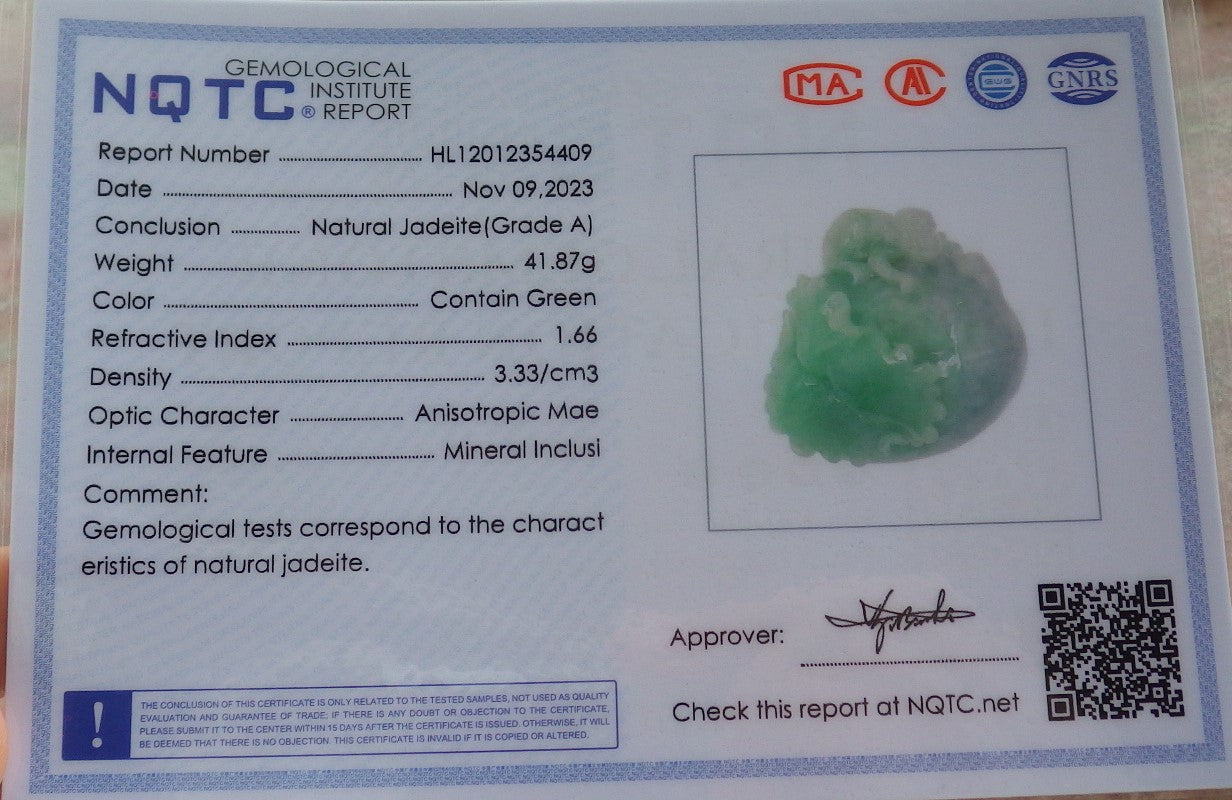 NQTC® GEMOLOGICAL INSTITUTE REPORT
Report Number HL12012354409
Date Nov 09,2023
Conclusion Natural Jadeite(Grade A)
Weight 41.87g
Color Contain Green
Refractive Index 1.66
Density 3.33/cm3
Optic Character Anisotropic Mae
Internal Feature Mineral Inclusi
Comment:
Gemological tests correspond to the charact
eristics of natural jadeite.
! THE CONCLUSION OF THIS CERTIFICATE IS ONLY RELATED TO THE TESTED SAMPLES, NOT USED AS QUALITY
EVALUATION AND GUARANTEE OF TRADE; IF THERE IS ANY DOUBT OR OBJECTION TO THE CERTIFICATE,
PLEASE SUBMIT IT TO THE CENTER WITHIN 15 DAYS AFTER THE CERTIFICATE IS ISSUED. OTHERWISE, IT WILL
BE DEEMED THAT THERE IS NO OBJECTION. THIS CERTIFICATE IS INVALID IF IT IS COPIED OR ALTERED.
MA
GNRS
Approver:
Check this report at NQTC.net